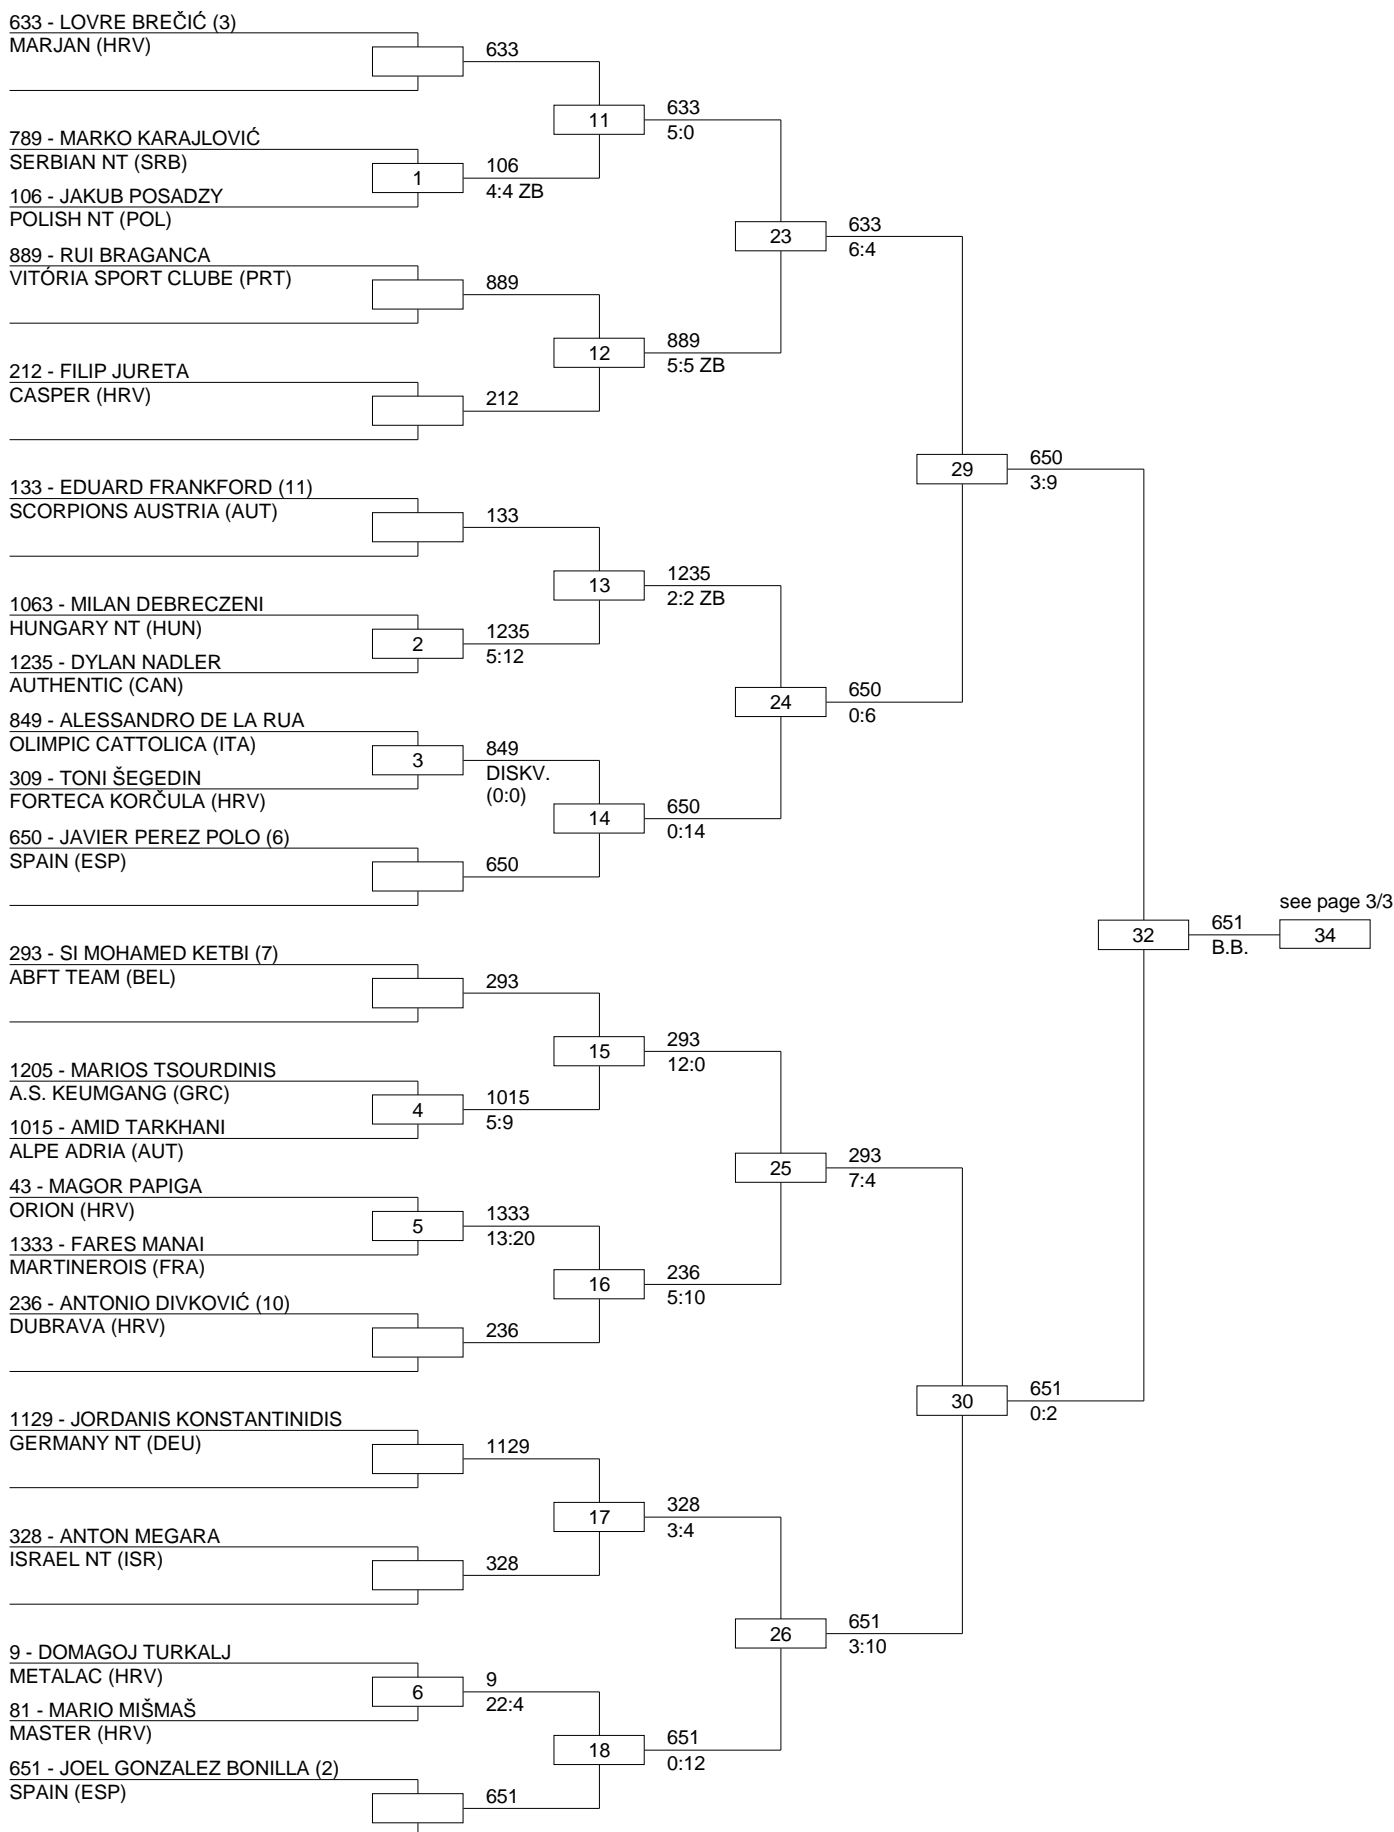 633 - LOVRE BREČIĆ (3)
MARJAN (HRV)
633
11
633
5:0
789 - MARKO KARAJLOVIĆ
SERBIAN NT (SRB)
1
106
4:4 ZB
106 - JAKUB POSADZY
POLISH NT (POL)
23
633
6:4
889 - RUI BRAGANCA
VITÓRIA SPORT CLUBE (PRT)
889
12
889
5:5 ZB
212 - FILIP JURETA
CASPER (HRV)
212
29
650
3:9
133 - EDUARD FRANKFORD (11)
SCORPIONS AUSTRIA (AUT)
133
13
1235
2:2 ZB
1063 - MILAN DEBRECZENI
HUNGARY NT (HUN)
2
1235
5:12
1235 - DYLAN NADLER
AUTHENTIC (CAN)
24
650
0:6
849 - ALESSANDRO DE LA RUA
OLIMPIC CATTOLICA (ITA)
3
849
DISKV.
(0:0)
309 - TONI ŠEGEDIN
FORTECA KORČULA (HRV)
14
650
0:14
650 - JAVIER PEREZ POLO (6)
SPAIN (ESP)
650
see page 3/3
32
651
B.B.
34
293 - SI MOHAMED KETBI (7)
ABFT TEAM (BEL)
293
15
293
12:0
1205 - MARIOS TSOURDINIS
A.S. KEUMGANG (GRC)
4
1015
5:9
1015 - AMID TARKHANI
ALPE ADRIA (AUT)
25
293
7:4
43 - MAGOR PAPIGA
ORION (HRV)
5
1333
13:20
1333 - FARES MANAI
MARTINEROIS (FRA)
16
236
5:10
236 - ANTONIO DIVKOVIĆ (10)
DUBRAVA (HRV)
236
30
651
0:2
1129 - JORDANIS KONSTANTINIDIS
GERMANY NT (DEU)
1129
17
328
3:4
328 - ANTON MEGARA
ISRAEL NT (ISR)
328
26
651
3:10
9 - DOMAGOJ TURKALJ
METALAC (HRV)
6
9
22:4
81 - MARIO MIŠMAŠ
MASTER (HRV)
18
651
0:12
651 - JOEL GONZALEZ BONILLA (2)
SPAIN (ESP)
651